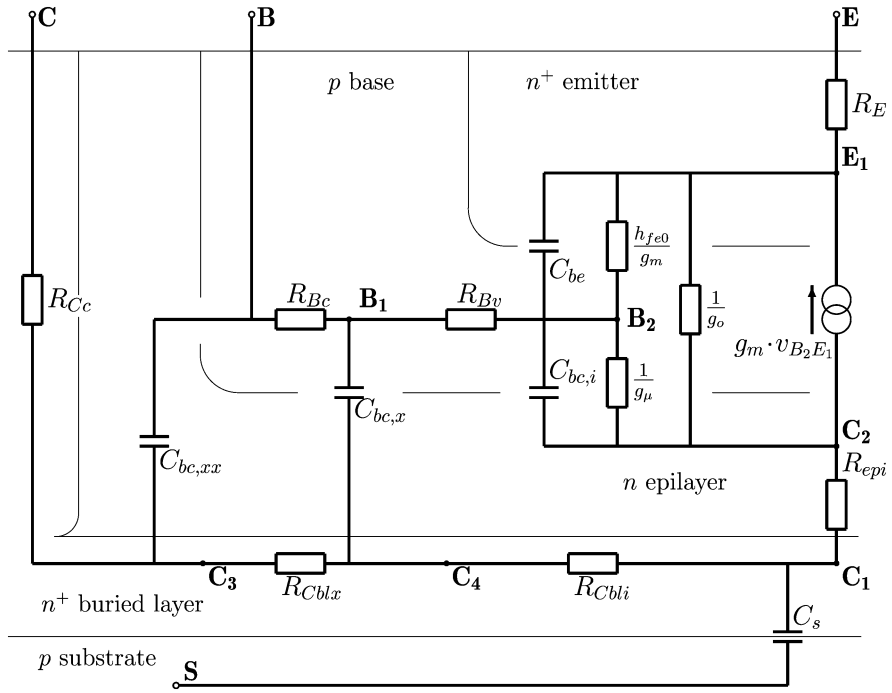 C
B
E
p base
n⁺ emitter
R_E
E₁
C_be
h_fe0/g_m
R_Cc
R_Bc
B₁
R_Bv
B₂
1/g_o
g_m·v_B₂E₁
C_bc,x
C_bc,i
1/g_μ
C_bc,xx
C₂
R_epi
n epilayer
C₃
R_Cblx
C₄
R_Cbli
C₁
n⁺ buried layer
C_s
p substrate
S